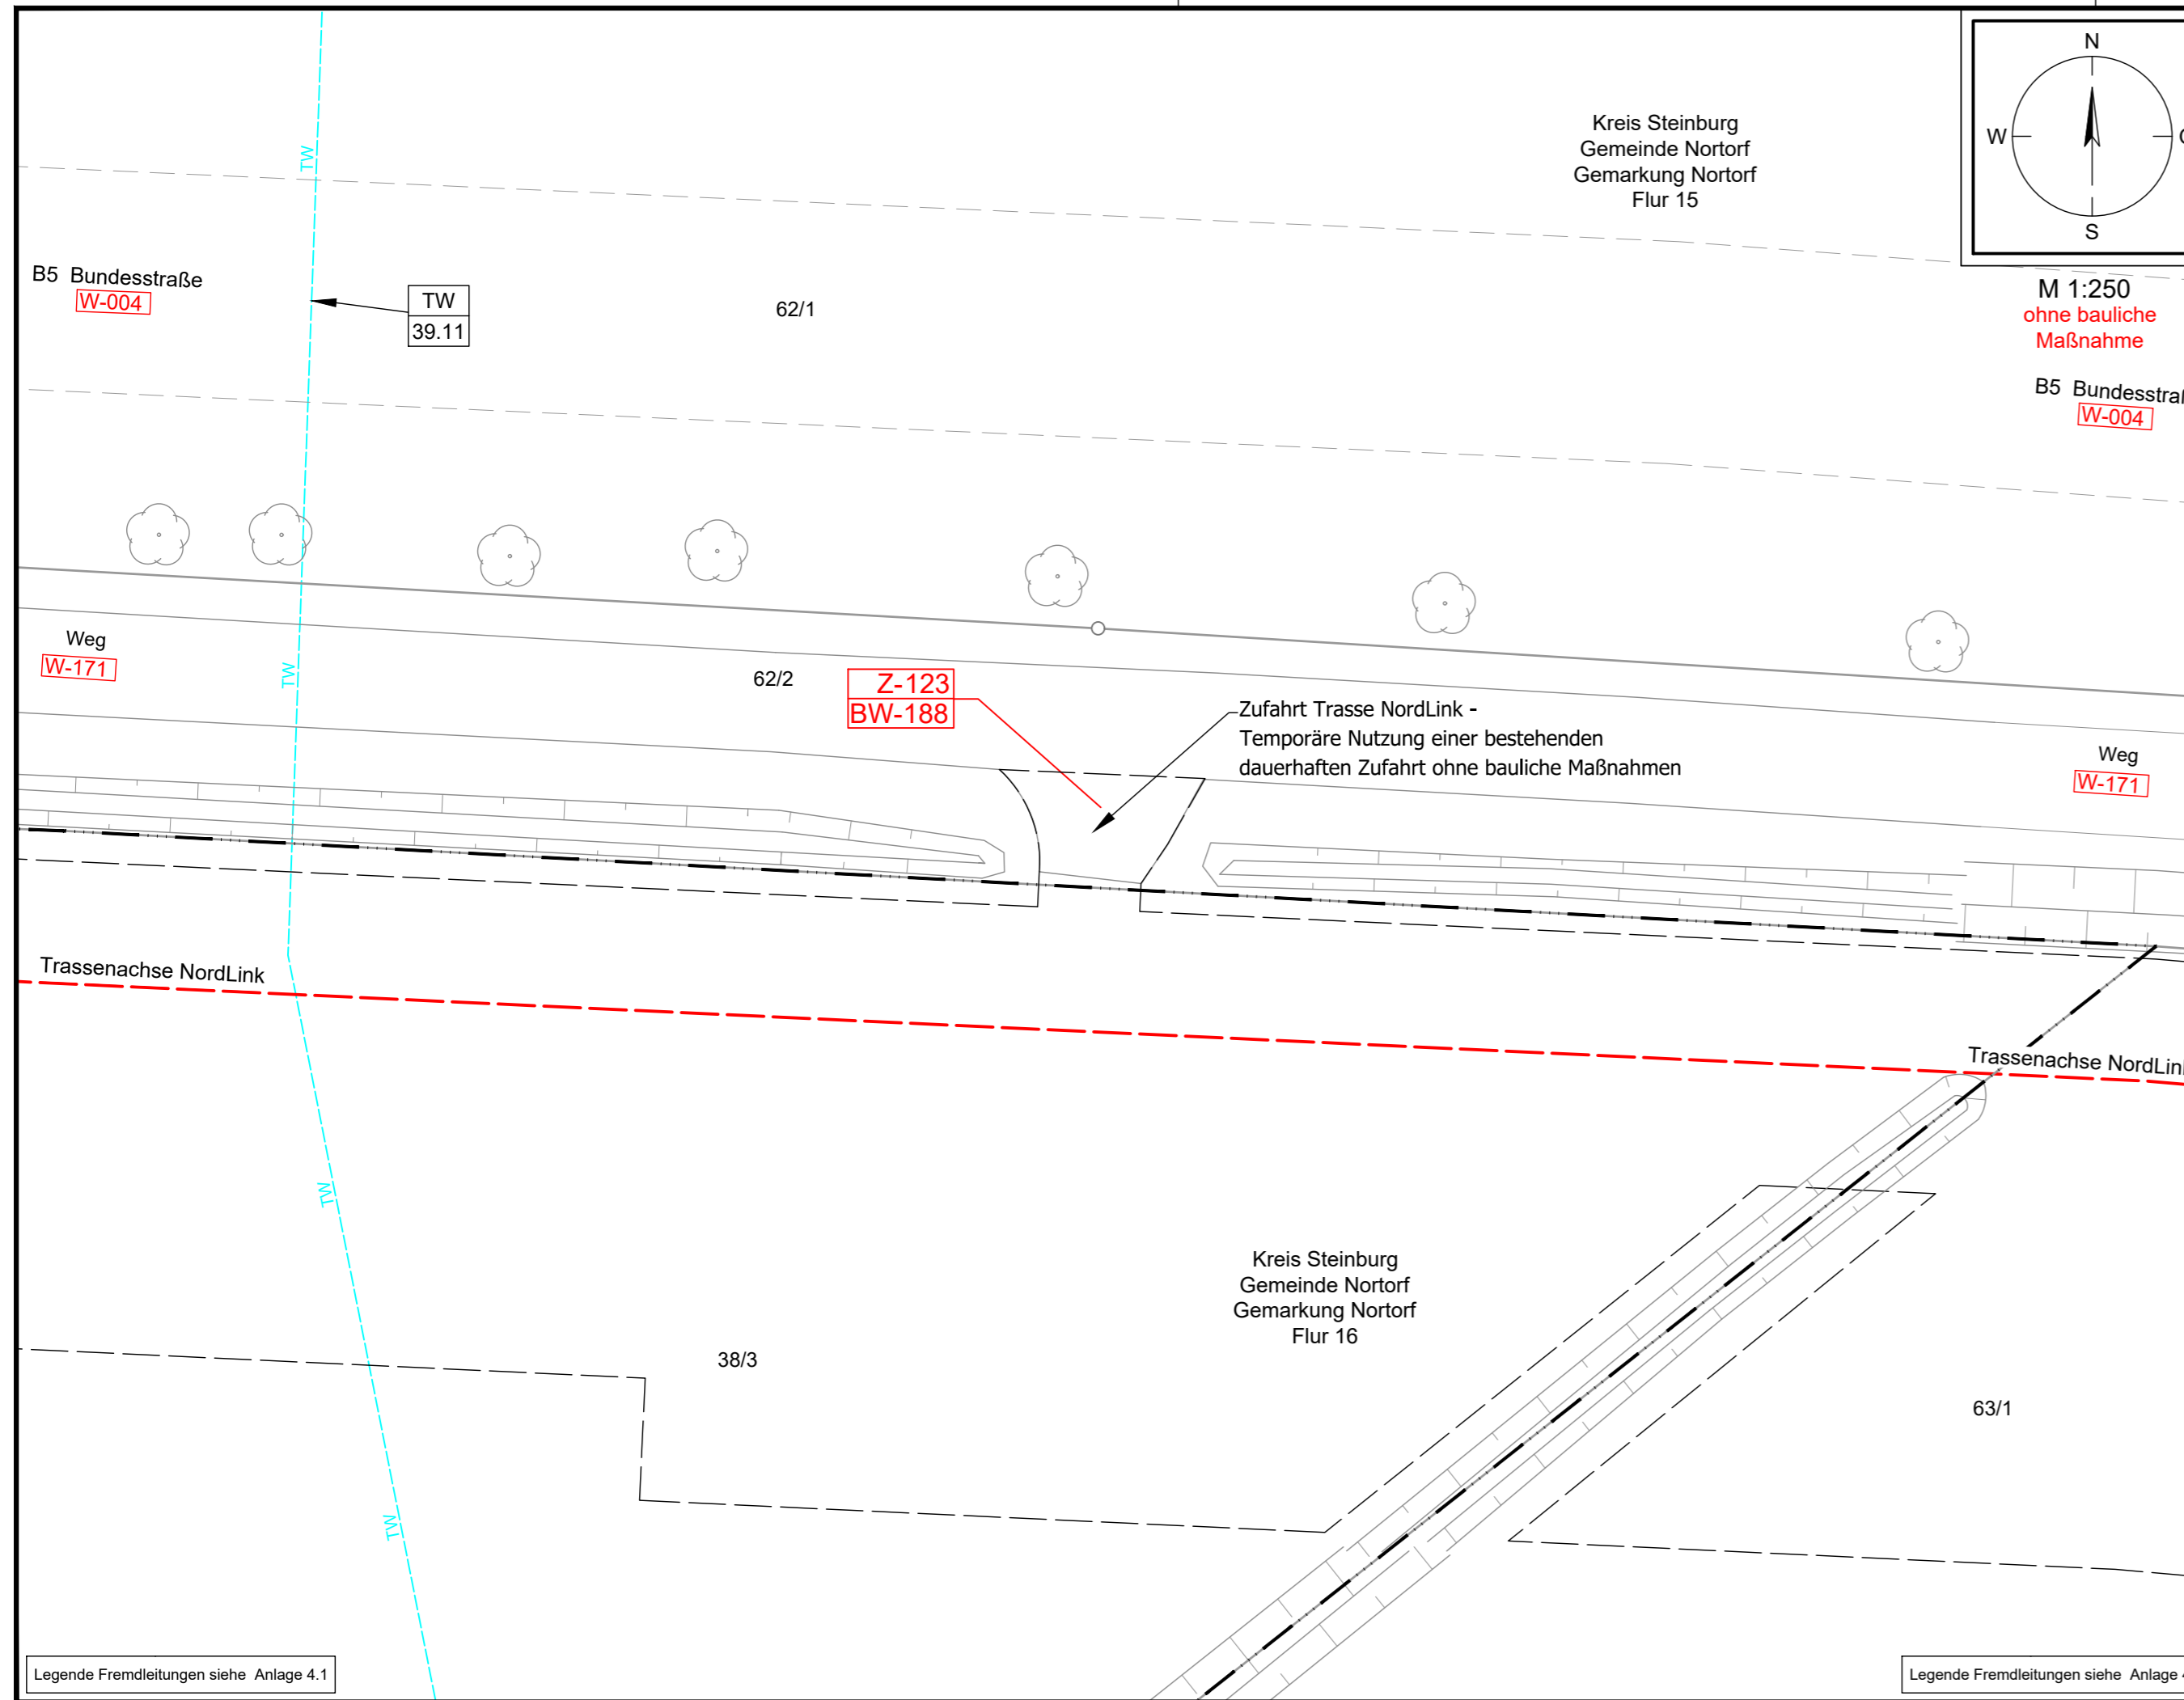 N
W
S
Kreis Steinburg
Gemeinde Nortorf
Gemarkung Nortorf
Flur 15
M 1:250
ohne bauliche
Maßnahme
B5 Bundesstraße
W-004
TW
TW
39.11
62/1
B5 Bundesstra
W-004
Weg
W-171
TW
62/2
Z-123
BW-188
Zufahrt Trasse NordLink -
Temporäre Nutzung einer bestehenden
dauerhaften Zufahrt ohne bauliche Maßnahmen
Weg
W-171
Trassenachse NordLink
Trassenachse NordLin
TW
Kreis Steinburg
Gemeinde Nortorf
Gemarkung Nortorf
Flur 16
38/3
63/1
TW
Legende Fremdleitungen siehe Anlage 4.1
Legende Fremdleitungen siehe Anlage